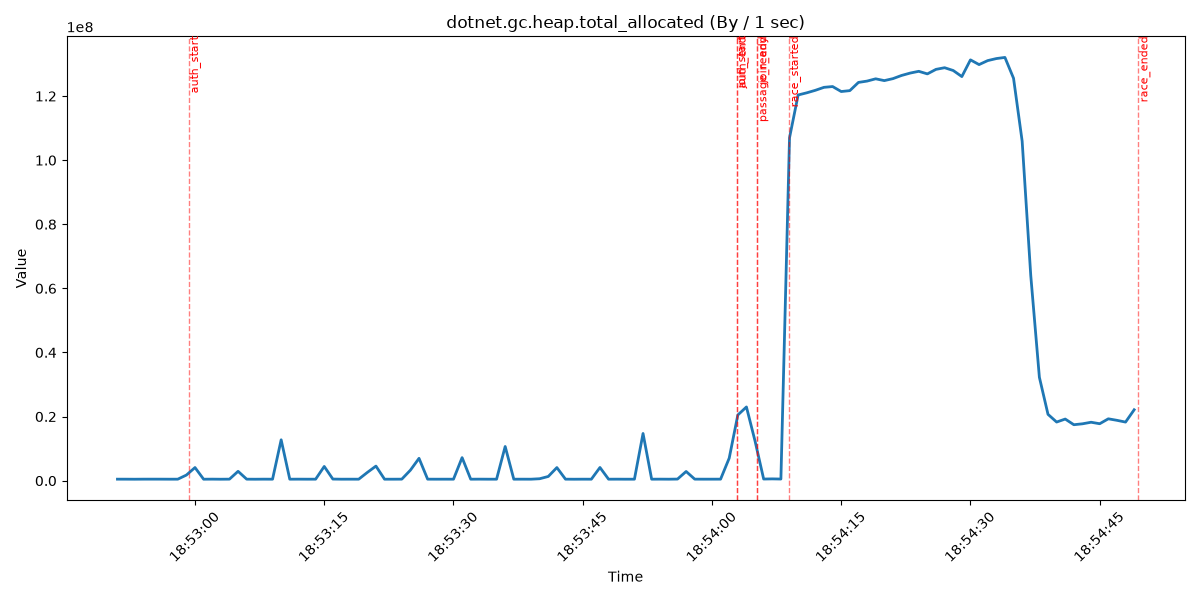 dotnet.gc.heap.total_allocated (By / 1 sec)
1e8
auth_start
race_started
race_ended
Value
1.2
1.0
0.8
0.6
0.4
0.2
0.0
18:53:00
18:53:15
18:53:30
18:53:45
18:54:00
18:54:15
18:54:30
18:54:45
Time